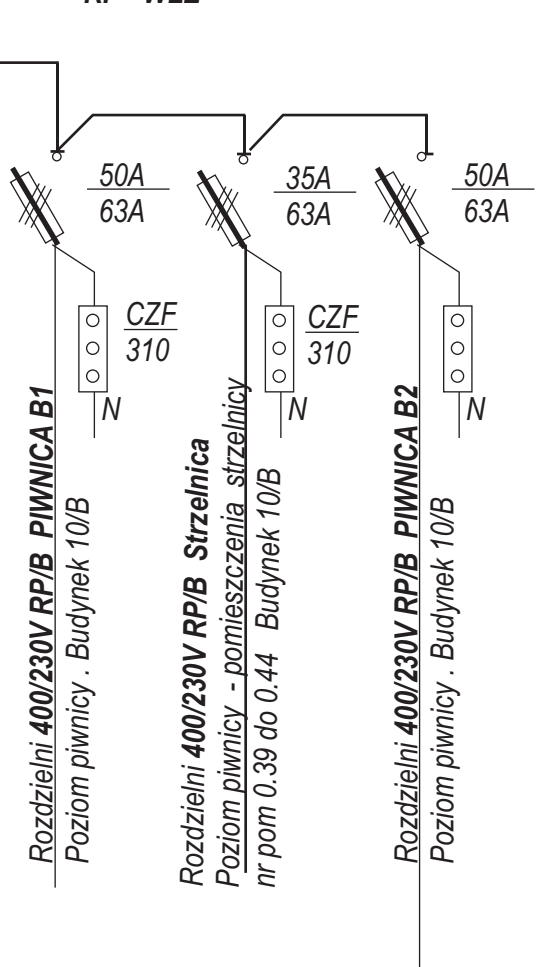 50A
63A
35A
63A
50A
63A
CZF
310
CZF
310
N
N
N
Rozdzielni 400/230V RP/B PIWNICA B1
Poziom piwnicy . Budynek 10/B
Rozdzielni 400/230V RP/B Strzelnica
Poziom piwnicy - pomieszczenia strzelnicy
nr pom 0.39 do 0.44 Budynek 10/B
Rozdzielni 400/230V RP/B PIWNICA B2
Poziom piwnicy . Budynek 10/B